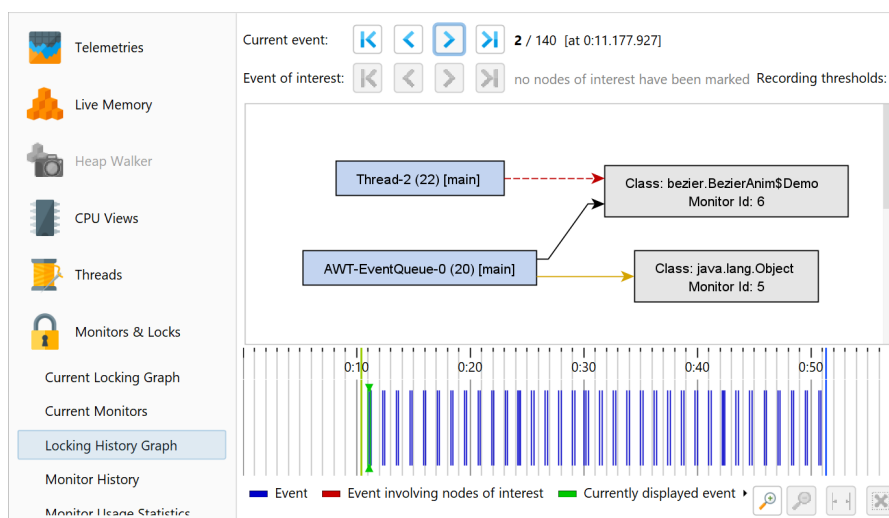 Telemetries
Live Memory
Heap Walker
CPU Views
Threads
Monitors & Locks
Current Locking Graph
Current Monitors
Locking History Graph
Monitor History
Monitor Usage Statistics
Current event: 2 / 140 [at 0:11.177.927]
Event of interest: no nodes of interest have been marked Recording thresholds:
Thread-2 (22) [main]
Class: bezier.BezierAnim$Demo
Monitor Id: 6
AWT-EventQueue-0 (20) [main]
Class: java.lang.Object
Monitor Id: 5
0:10 0:20 0:30 0:40 0:50
Event Event involving nodes of interest Currently displayed event